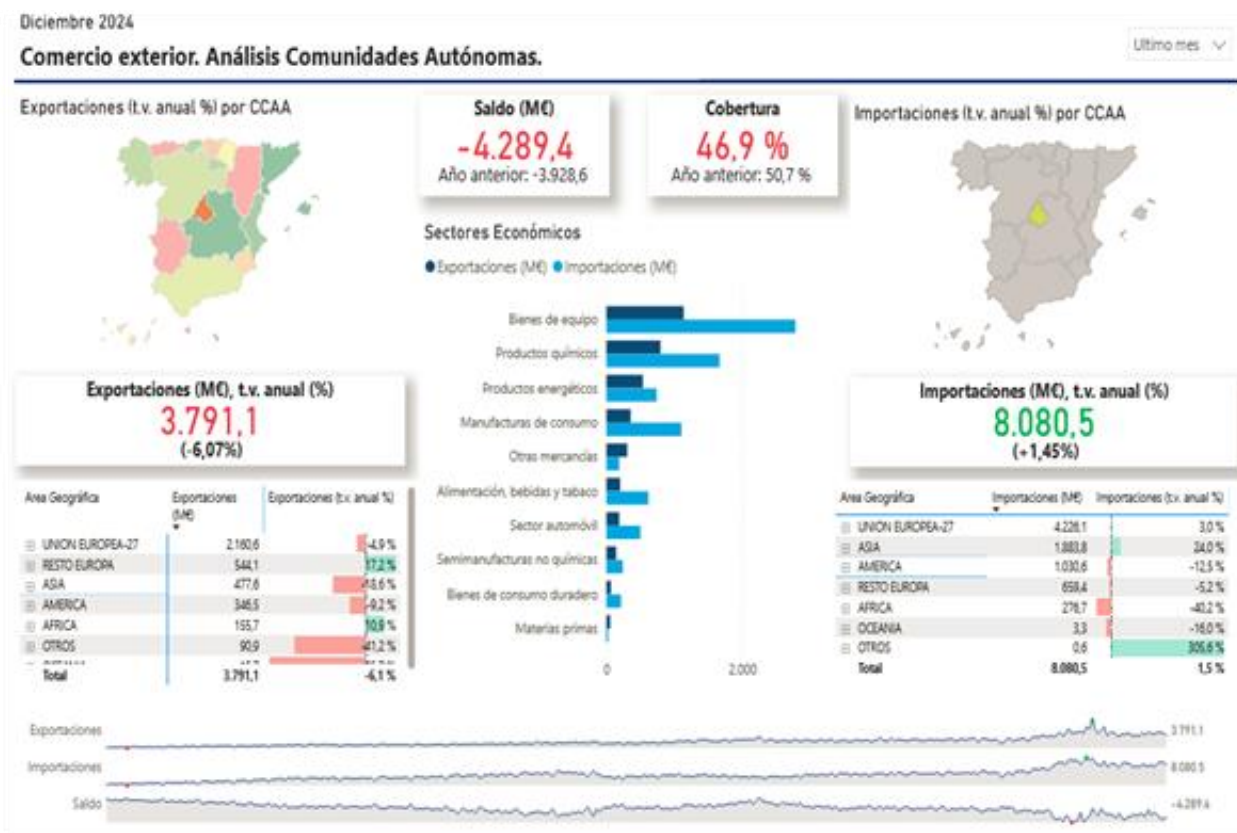 Diciembre 2024
Comercio exterior. Análisis Comunidades Autónomas.
Ultimo mes
Exportaciones (t.v. anual %) por CCAA
Saldo (M€)
-4.289,4
Año anterior: -3.928,6
Cobertura
46,9 %
Año anterior: 50,7 %
Importaciones (t.v. anual %) por CCAA
Sectores Económicos
Exportaciones (M€) Importaciones (M€)
Bienes de equipo
Productos químicos
Productos energéticos
Manufacturas de consumo
Otras mercancías
Alimentación, bebidas y tabaco
Sector automóvil
Semimanufacturas no químicas
Bienes de consumo duradero
Materias primas
0 2.000
Exportaciones (M€), t.v. anual (%)
3.791,1
(-6,07%)
Area Geográfica Exportaciones (M€) Exportaciones (t.v. anual %)
UNION EUROPEA-27 2.160,6 -4,9 %
RESTO EUROPA 544,1 17,2 %
ASIA 477,6 -18,6 %
AMERICA 346,5 -9,2 %
AFRICA 155,7 10,9 %
OTROS 90,9 -41,2 %
Total 3.791,1 -6,1 %
Importaciones (M€), t.v. anual (%)
8.080,5
(+1,45%)
Area Geográfica Importaciones (M€) Importaciones (t.v. anual %)
UNION EUROPEA-27 4.226,1 3,0 %
ASIA 1.883,8 24,0 %
AMERICA 1.030,6 -12,5 %
RESTO EUROPA 659,4 -5,2 %
AFRICA 276,7 -40,2 %
OCEANIA 3,3 -16,0 %
OTROS 0,6 305,6 %
Total 8.080,5 1,5 %
Exportaciones 3791.1
Importaciones 8080.5
Saldo -4.289.4